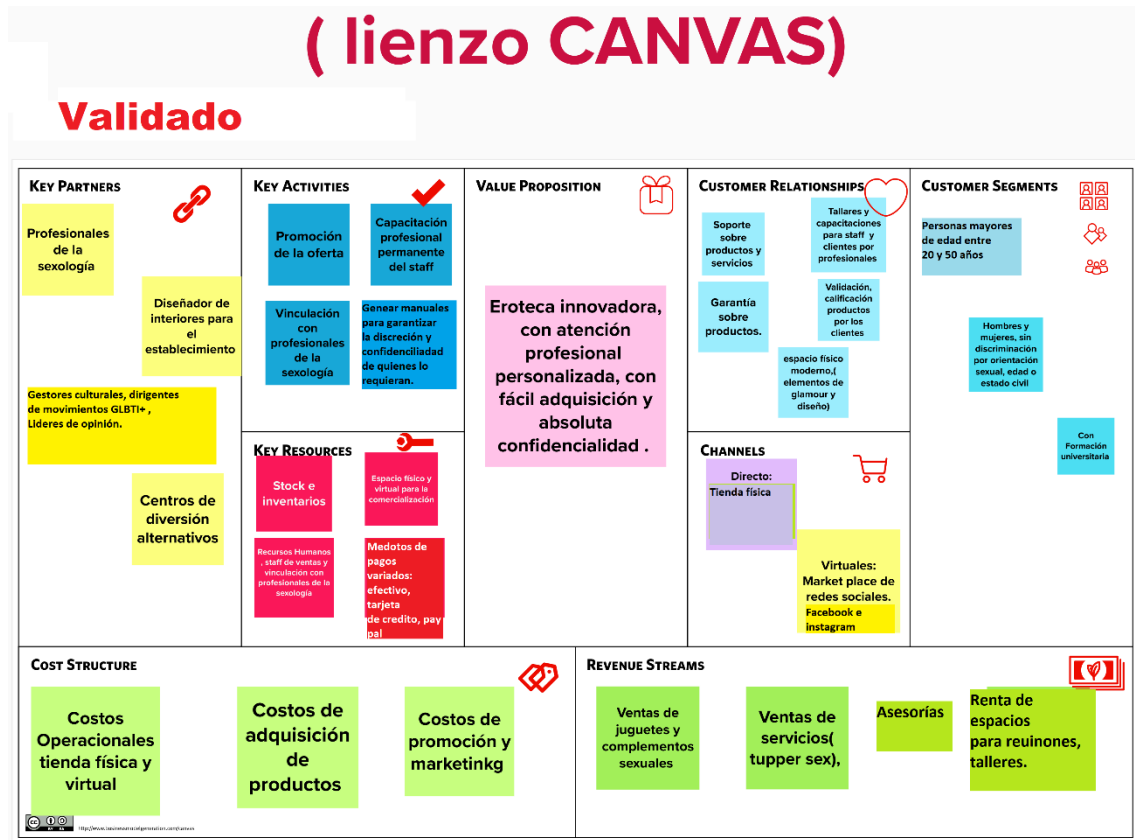 ( lienzo CANVAS)
Validado
KEY PARTNERS
Profesionales
de la
sexología
Diseñador de
interiores para
el
establecimiento
Gestores culturales, dirigentes
de movimientos GLBTI+ ,
Lideres de opinión.
Centros de
diversión
alternativos
KEY ACTIVITIES
Promoción
de la oferta
Capacitación
profesional
permanente
del staff
Vinculación
con
profesionales
de la
sexología
Genear manuales
para garantizar
la discreción y
confidenciliadad
de quienes lo
requieran.
KEY RESOURCES
Stock e
inventarios
Espacio físico y
virtual para la
comercialización
Recursos Humanos
, staff de ventas y
vinculación con
profesionales de la
sexología
Medotos de
pagos
variados:
efectivo,
tarjeta
de credito, pay
pal
VALUE PROPOSITION
Eroteca innovadora,
con atención
profesional
personalizada, con
fácil adquisición y
absoluta
confidencialidad .
CUSTOMER RELATIONSHIPS
Soporte
sobre
productos y
servicios
Tallares y
capacitaciones
para staff y
clientes por
profesionales
Garantía
sobre
productos.
Validación,
calificación
productos
por los
clientes
espacio físico
moderno,(
elementos de
glamour y
diseño)
CHANNELS
Directo:
Tienda física
Virtuales:
Market place de
redes sociales.
Facebook e
instagram
CUSTOMER SEGMENTS
Personas mayores
de edad entre
20 y 50 años
Hombres y
mujeres, sin
discriminación
por orientación
sexual, edad o
estado civil
Con
Formación
universitaria
COST STRUCTURE
Costos
Operacionales
tienda física y
virtual
Costos de
adquisición
de
productos
Costos de
promoción y
marketinkg
REVENUE STREAMS
Ventas de
juguetes y
complementos
sexuales
Ventas de
servicios(
tupper sex),
Asesorías
Renta de
espacios
para reuinones,
talleres.
http://www.businessmodelgeneration.com/canvas